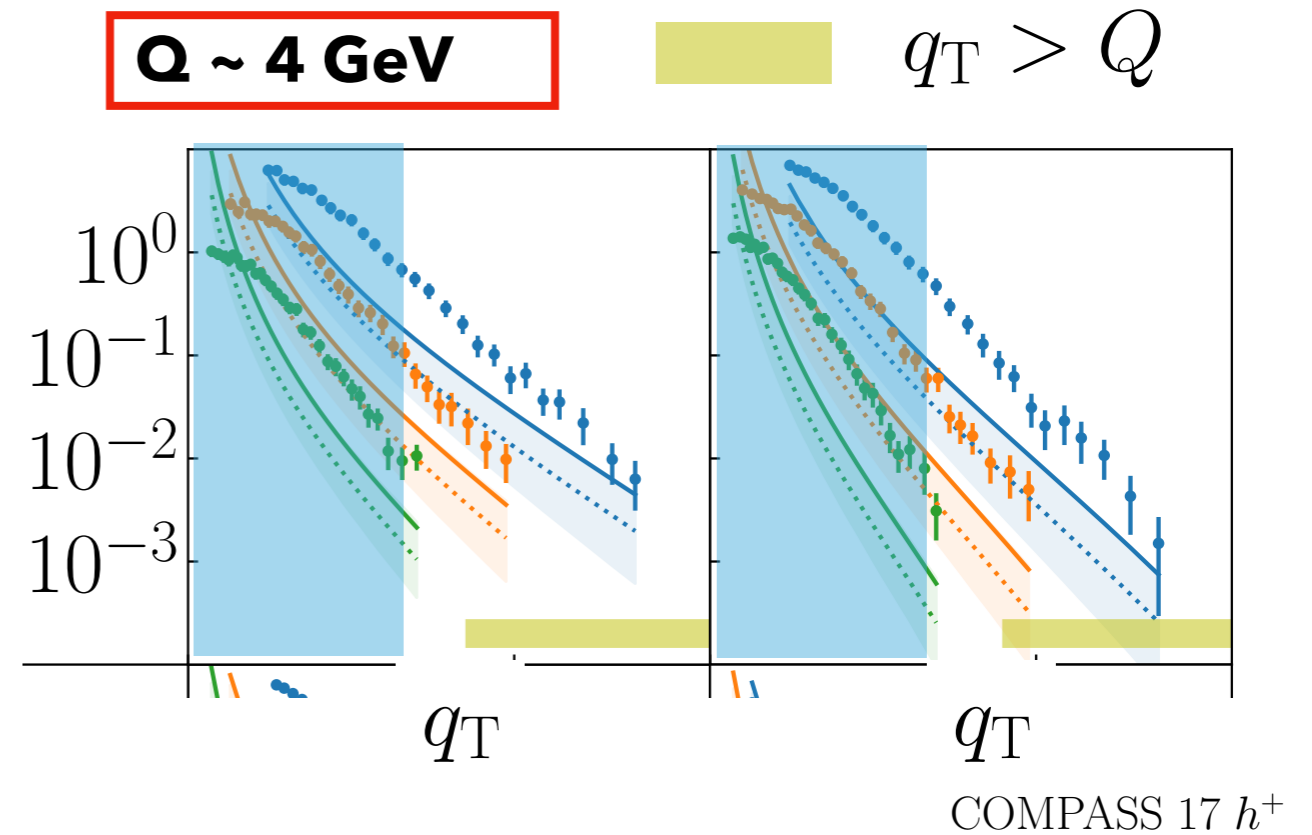 Q ~ 4 GeV
q_T > Q
10^0
10^−1
10^−2
10^−3
q_T q_T
COMPASS 17 h^+